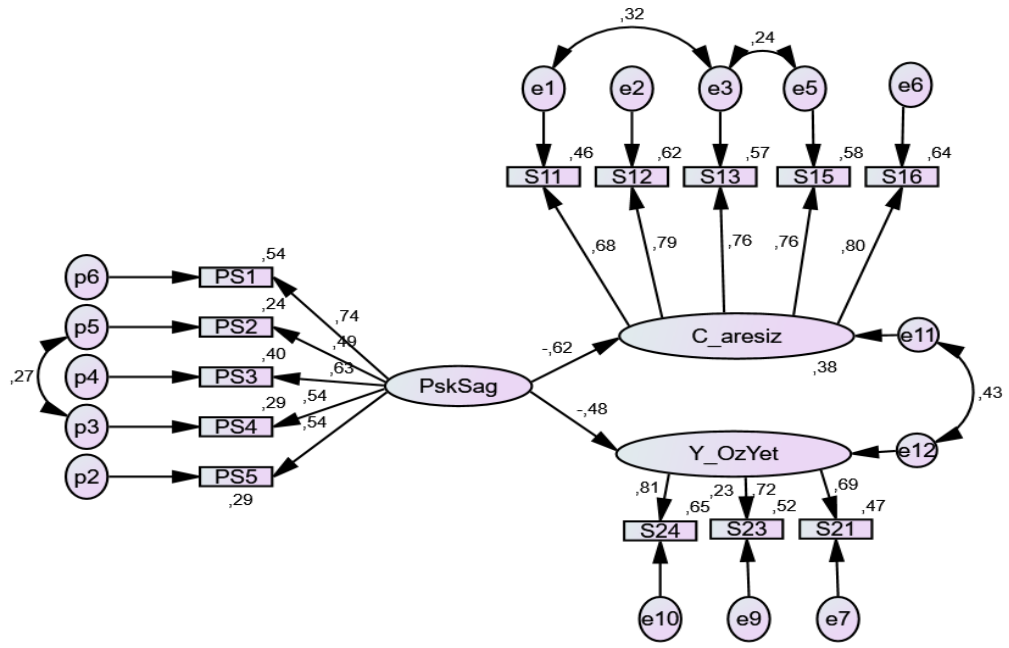 ,32
,24
e1 e2 e3 e5 e6
,46 ,62 ,57 ,58 ,64
S11 S12 S13 S15 S16
,68 ,79 ,76 ,76 ,80
,54
p6 PS1
,24
,74
p5 PS2
,49
,40
p4 PS3
,63
,27
,29
,54
p3 PS4
,54
p2 PS5
,29
PskSag
-,62
-,48
C_aresiz
,38
e11
,43
e12
Y_OzYet
,81 ,23 ,72 ,69
,65 ,52 ,47
S24 S23 S21
e10 e9 e7